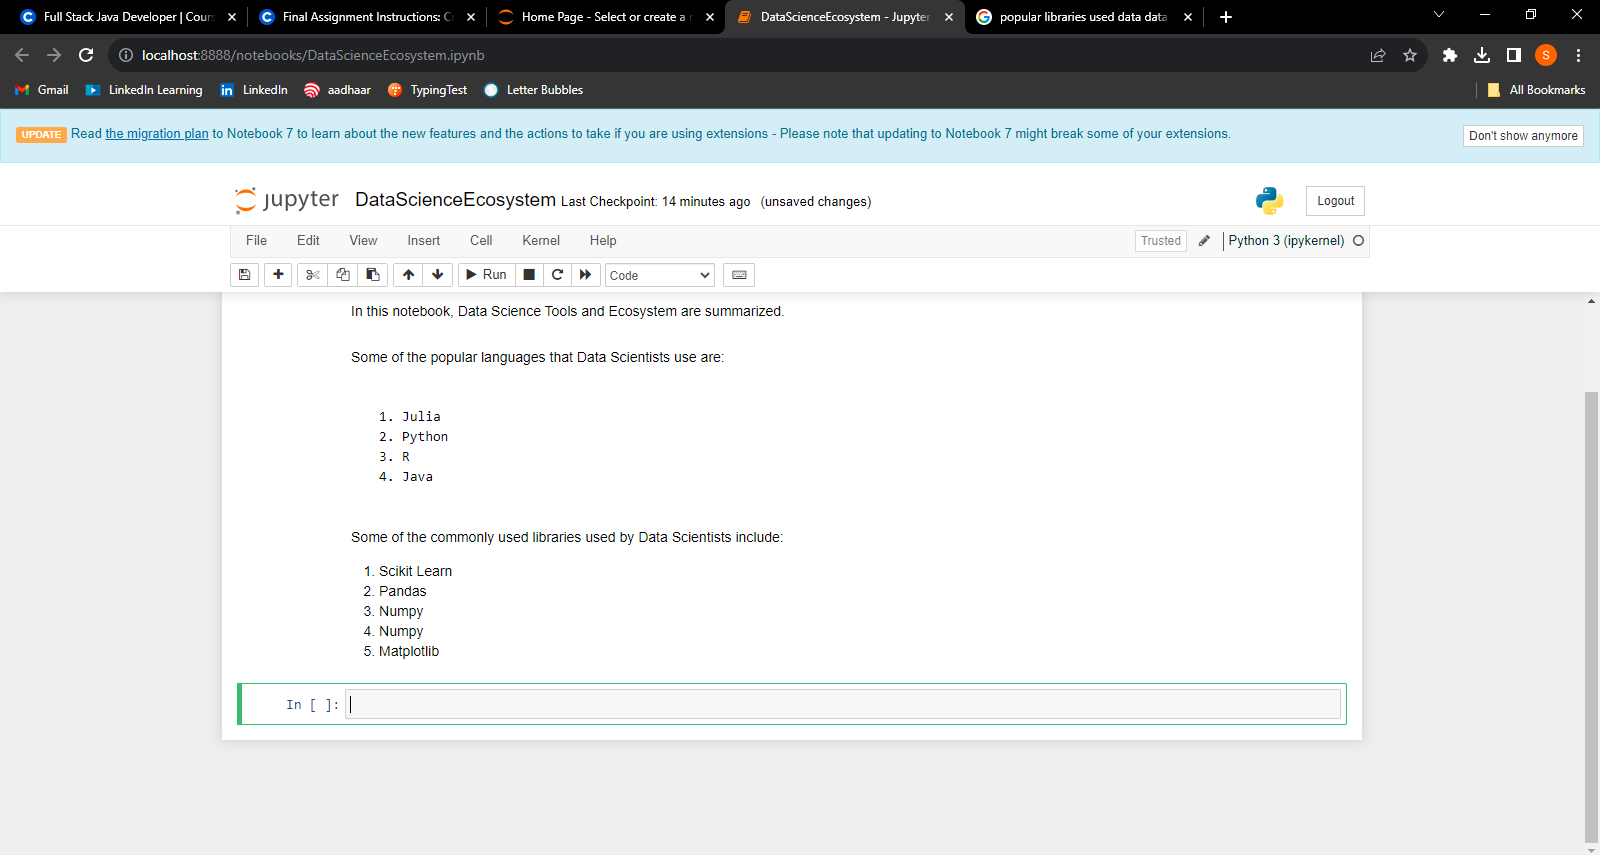 Full Stack Java Developer | Cours
Final Assignment Instructions: C
Home Page - Select or create a n
DataScienceEcosystem - Jupyter
popular libraries used data data
localhost:8888/notebooks/DataScienceEcosystem.ipynb
S
Gmail
LinkedIn Learning
LinkedIn
aadhaar
TypingTest
Letter Bubbles
All Bookmarks
UPDATE Read the migration plan to Notebook 7 to learn about the new features and the actions to take if you are using extensions - Please note that updating to Notebook 7 might break some of your extensions.
Don't show anymore
jupyter DataScienceEcosystem Last Checkpoint: 14 minutes ago (unsaved changes)
Logout
File Edit View Insert Cell Kernel Help
Trusted
Python 3 (ipykernel)
Run
Code
In this notebook, Data Science Tools and Ecosystem are summarized.
Some of the popular languages that Data Scientists use are:
1. Julia
2. Python
3. R
4. Java
Some of the commonly used libraries used by Data Scientists include:
1. Scikit Learn
2. Pandas
3. Numpy
4. Numpy
5. Matplotlib
In [ ]: